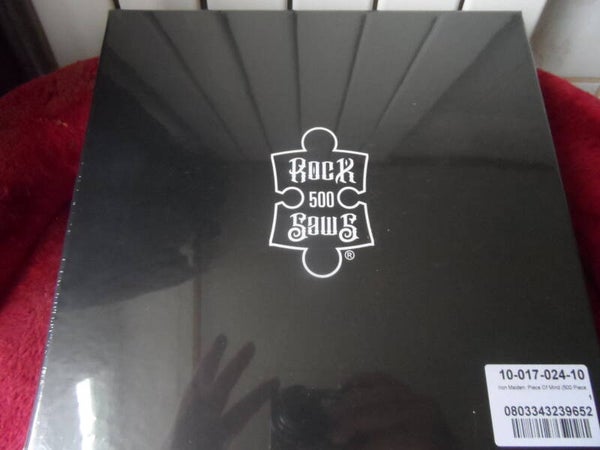 Rock
500
Saws
®
10-017-024-10
Iron Maiden: Piece Of Mind (500 Piece
1
0803343239652